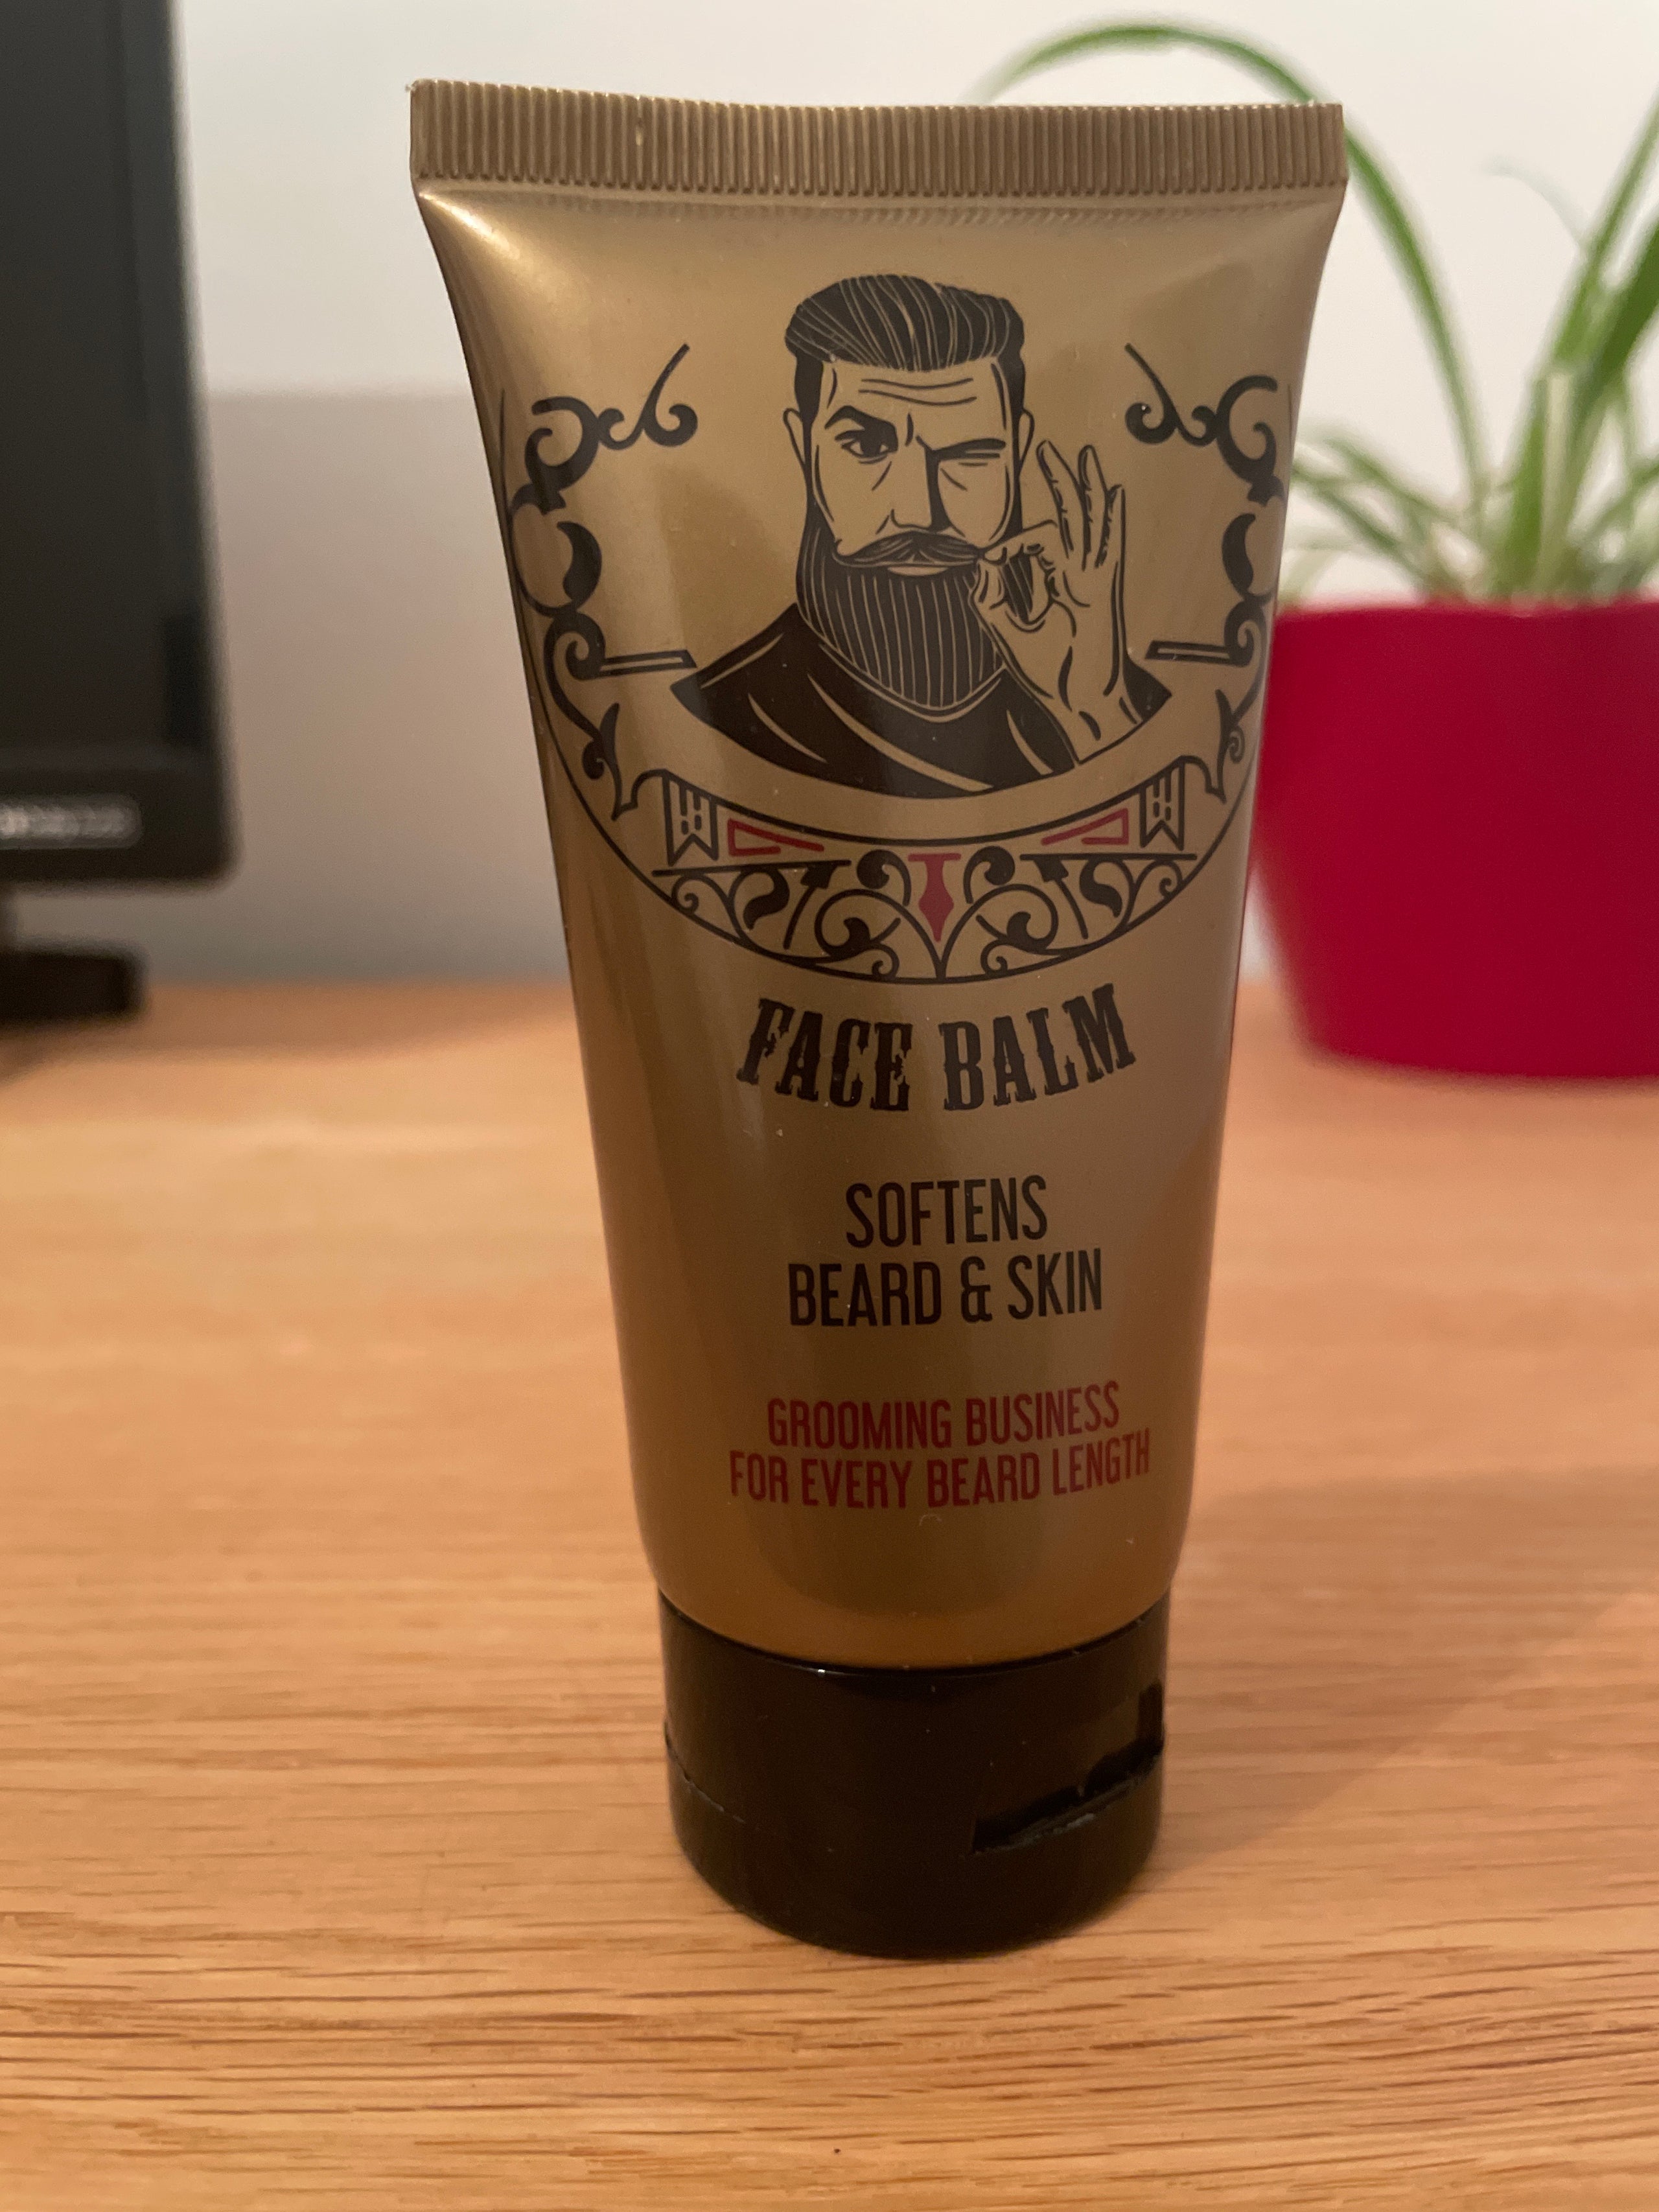 FACE BALM
SOFTENS
BEARD & SKIN
GROOMING BUSINESS
FOR EVERY BEARD LENGTH